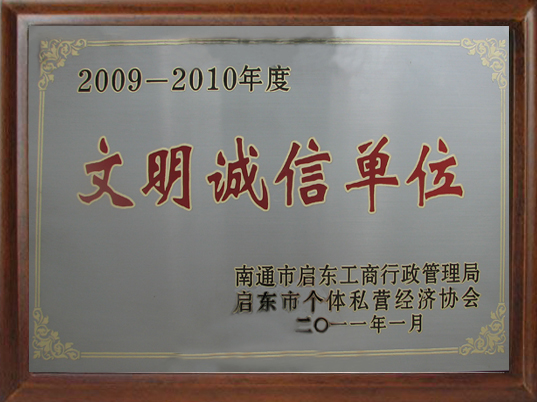 2009—2010年度
文明诚信单位
南通市启东工商行政管理局
启东市个体私营经济协会
二〇一一年一月